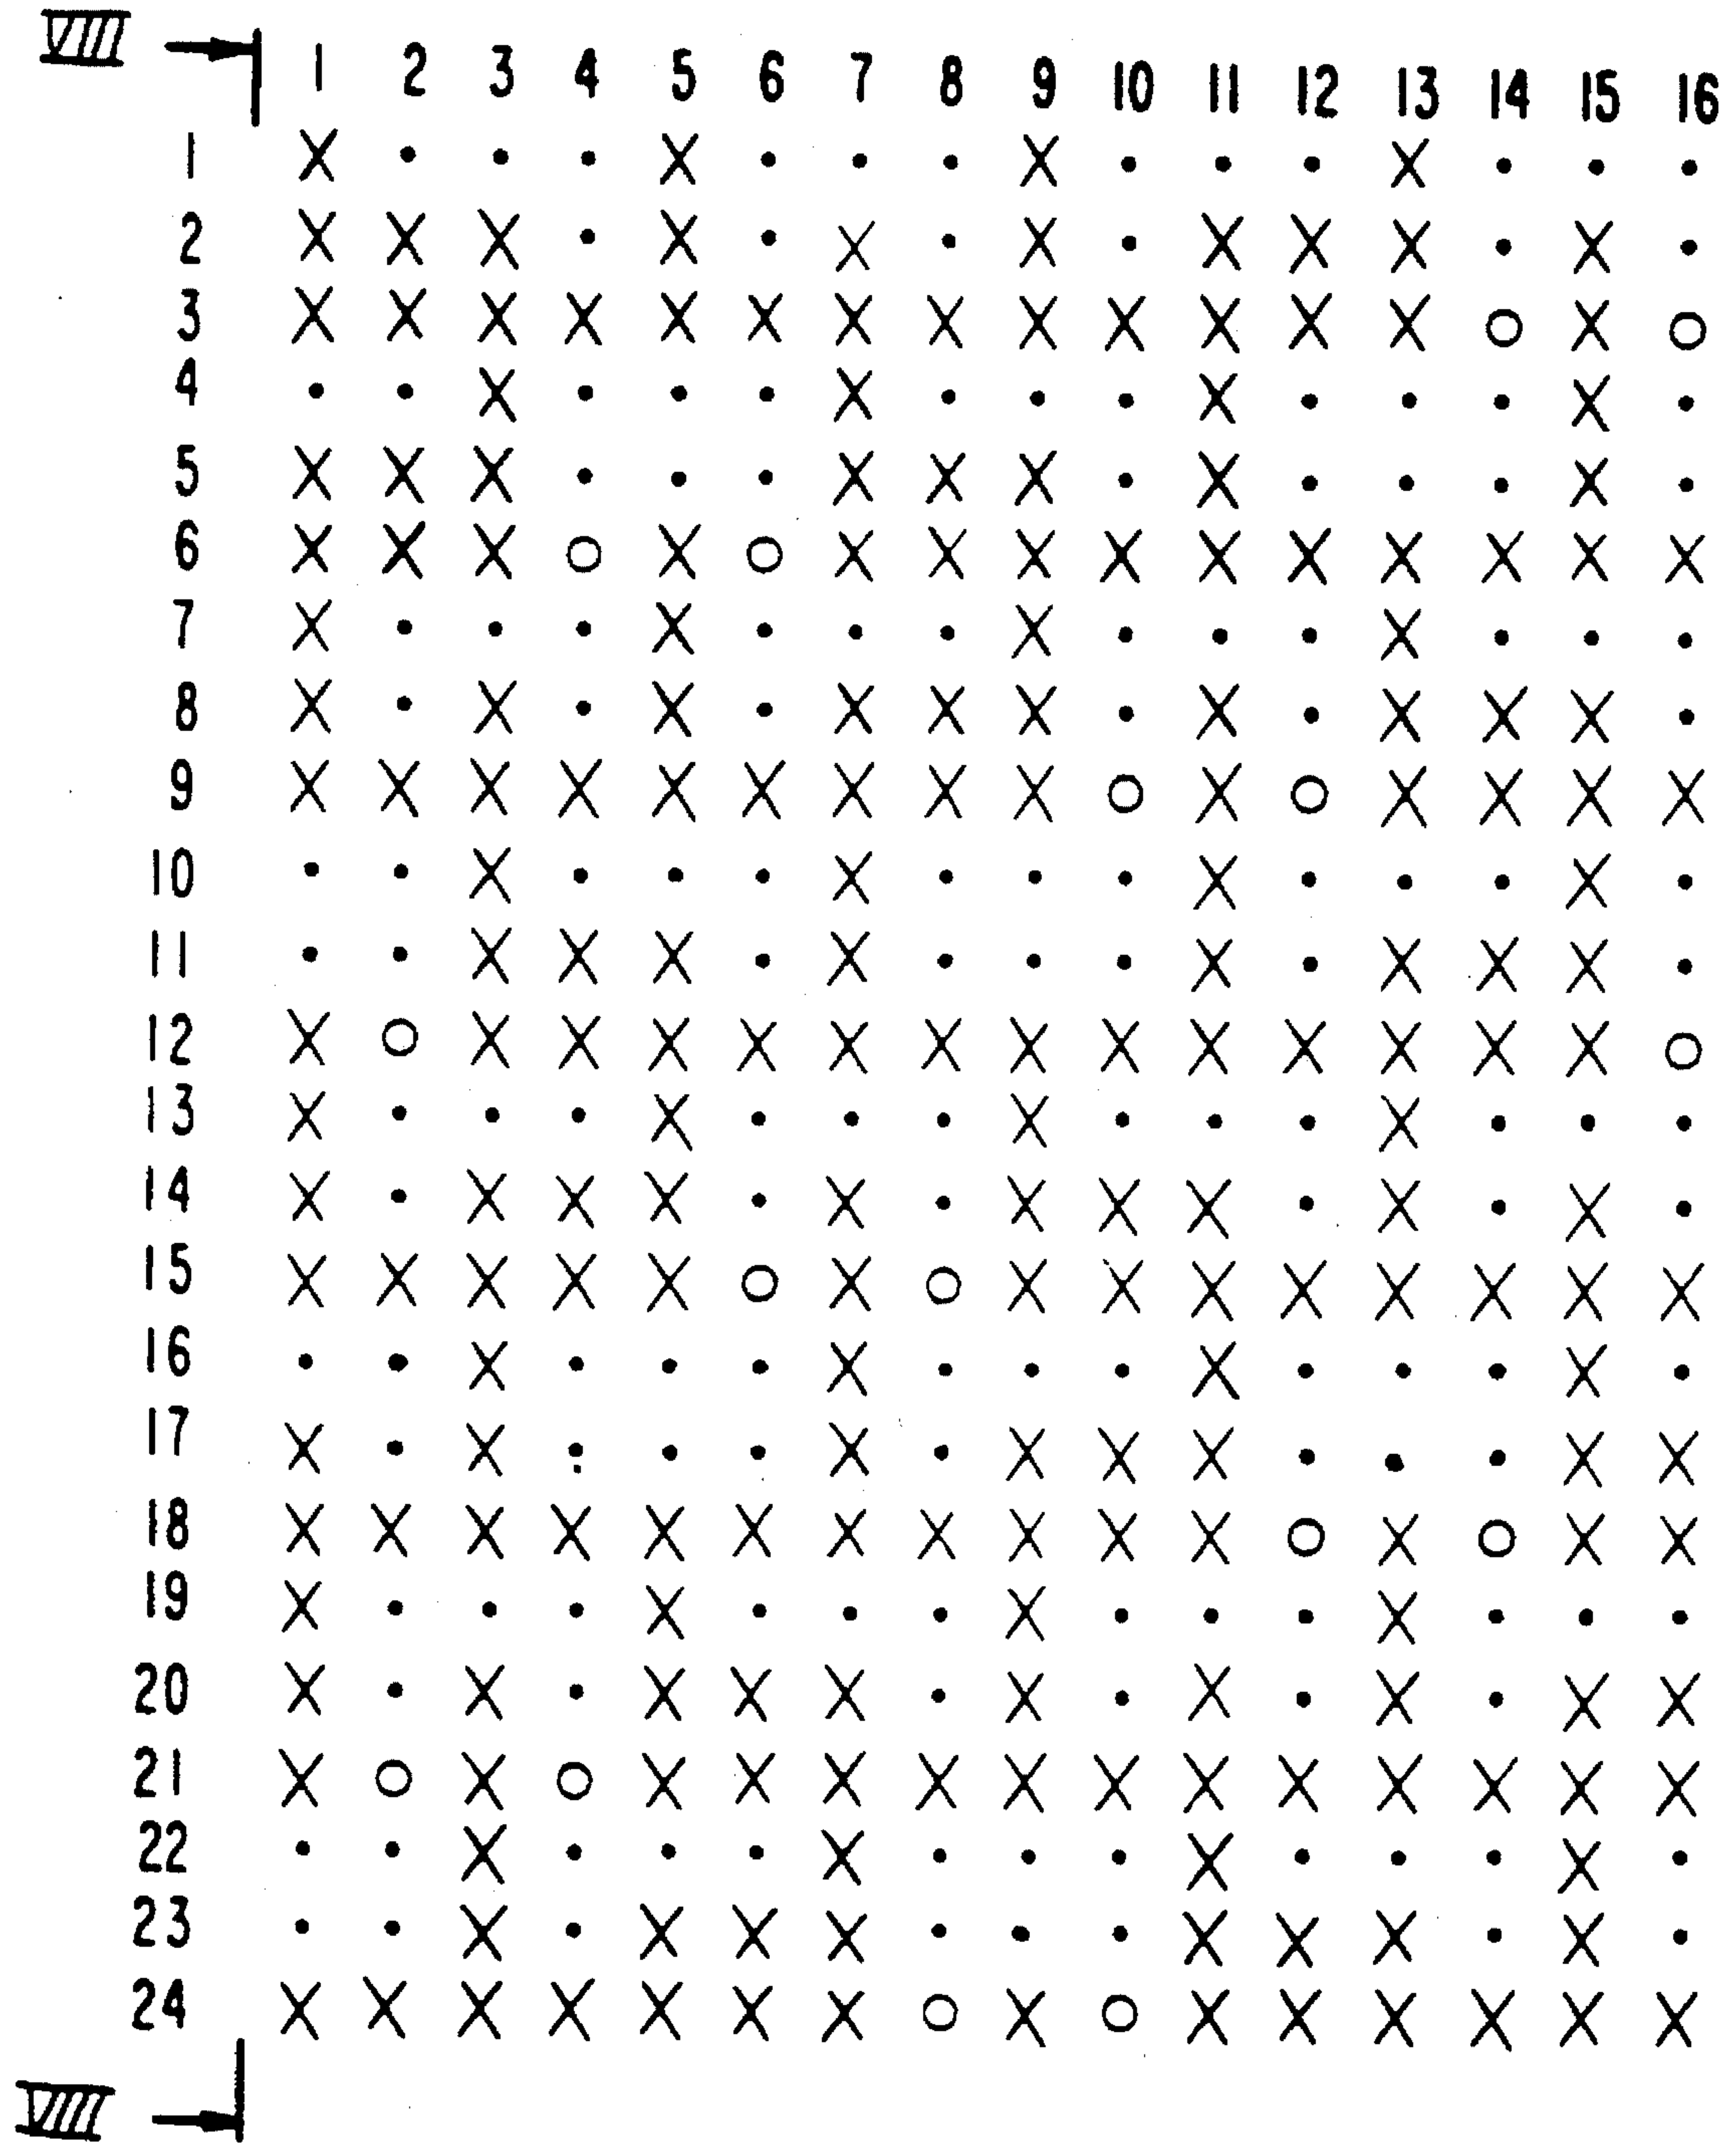 VIII
1 2 3 4 5 6 7 8 9 10 11 12 13 14 15 16
1 X • • • X • • • X • • • X • • •
2 X X X • X • X • X • X X X • X •
3 X X X X X X X X X X X X X O X O
4 • • X • • • X • • • X • • • X •
5 X X X • • • X X X • X • • • X •
6 X X X O X O X X X X X X X X X X
7 X • • • X • • • X • • • X • • •
8 X • X • X • X X X • X • X X X •
9 X X X X X X X X X O X O X X X X
10 • • X • • • X • • • X • • • X •
11 • • X X X • X • • • X • X X X •
12 X O X X X X X X X X X X X X X O
13 X • • • X • • • X • • • X • • •
14 X • X X X • X • X X X • X • X •
15 X X X X X O X O X X X X X X X X
16 • • X • • • X • • • X • • • X •
17 X • X • • • X • X X X • • • X X
18 X X X X X X X X X X X O X O X X
19 X • • • X • • • X • • • X • • •
20 X • X • X X X • X • X • X • X X
21 X O X O X X X X X X X X X X X X
22 • • X • • • X • • • X • • • X •
23 • • X • X X X • • • X X X • X •
24 X X X X X X X O X O X X X X X X
VIII